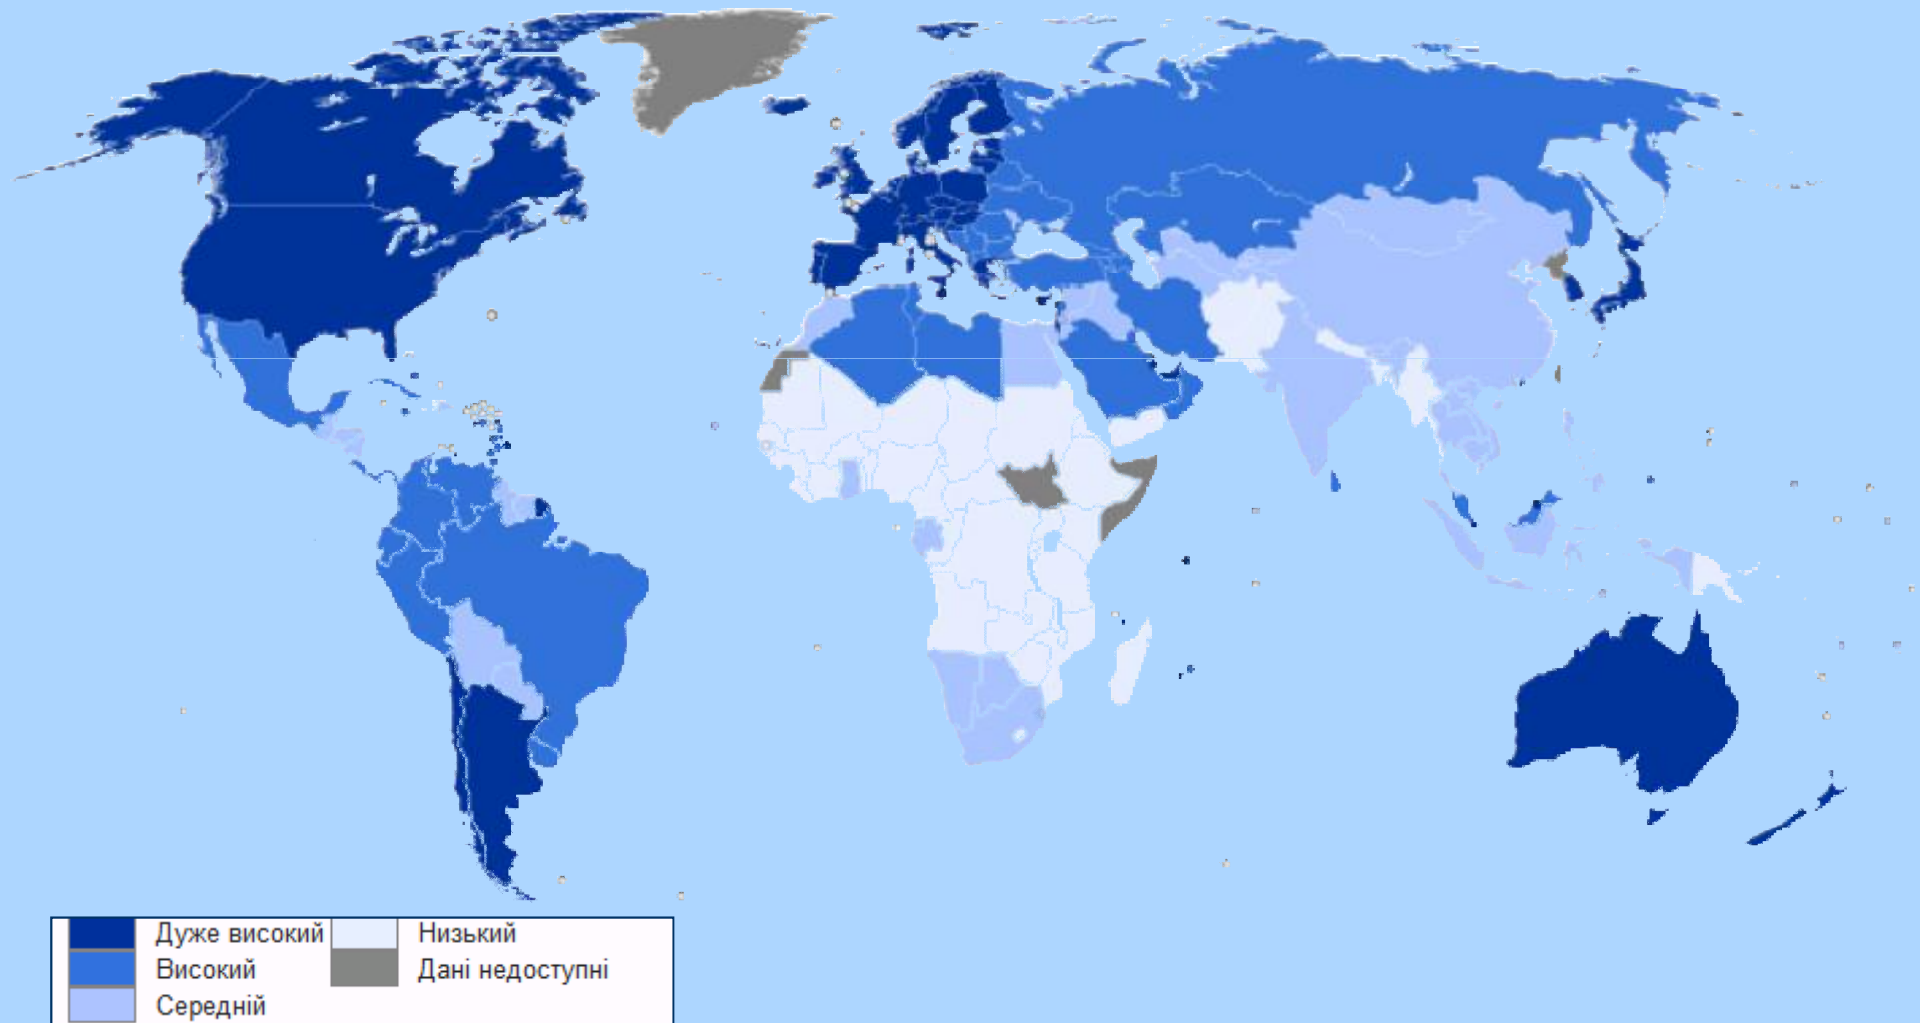 Дуже високий
Високий
Середній
Низький
Дані недоступні